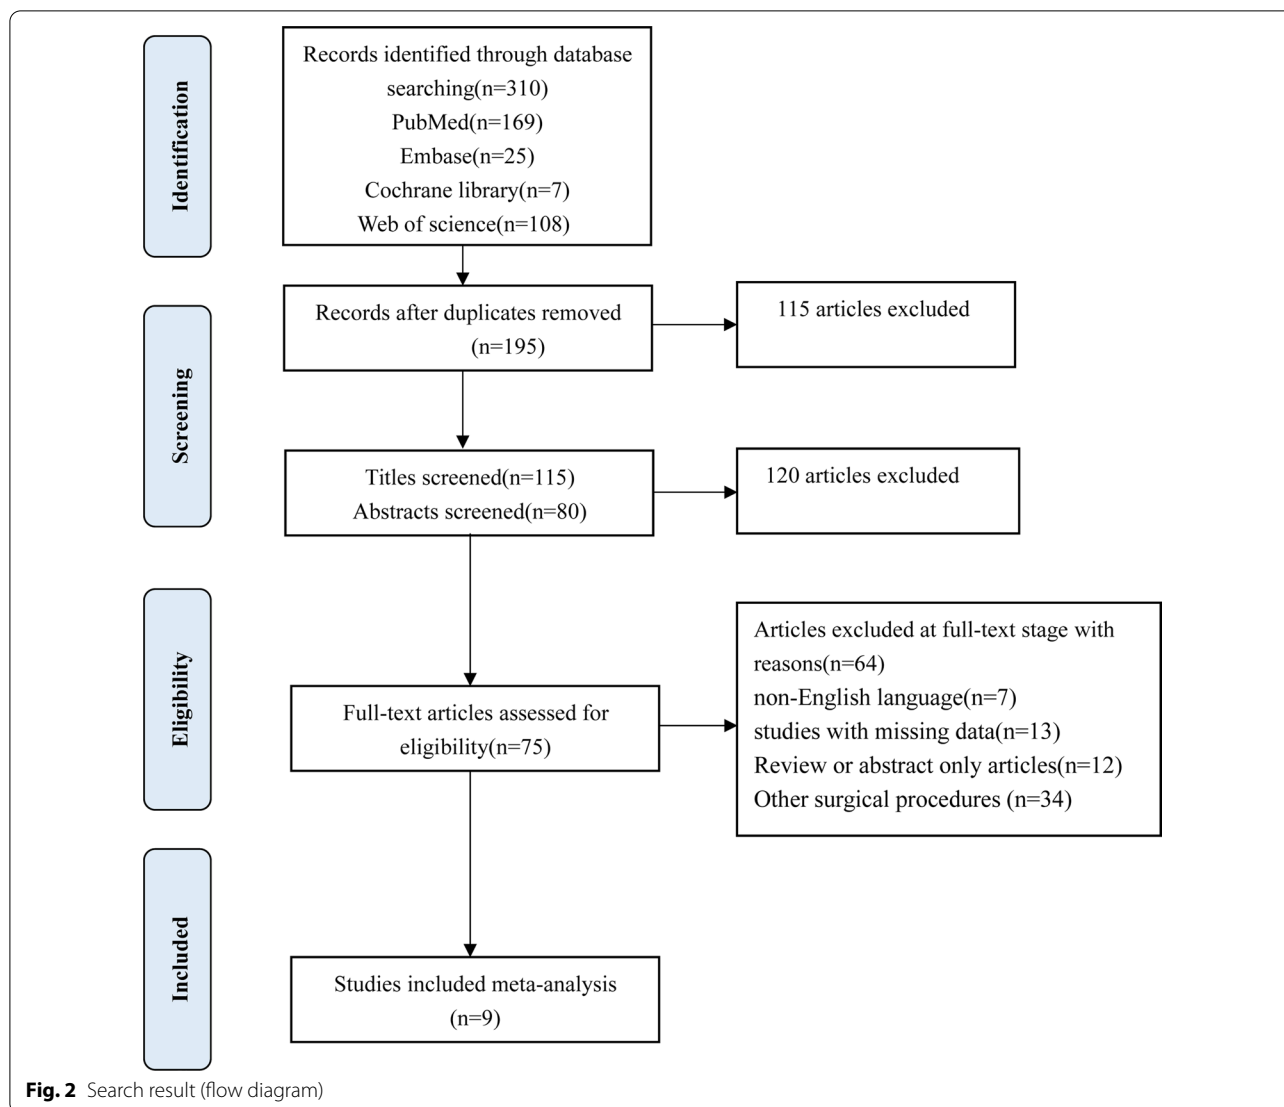 Identification
Records identified through database
searching(n=310)
PubMed(n=169)
Embase(n=25)
Cochrane library(n=7)
Web of science(n=108)
Screening
Records after duplicates removed
(n=195)
115 articles excluded
Titles screened(n=115)
Abstracts screened(n=80)
120 articles excluded
Eligibility
Full-text articles assessed for
eligibility(n=75)
Articles excluded at full-text stage with
reasons(n=64)
non-English language(n=7)
studies with missing data(n=13)
Review or abstract only articles(n=12)
Other surgical procedures (n=34)
Included
Studies included meta-analysis
(n=9)
Fig. 2 Search result (flow diagram)